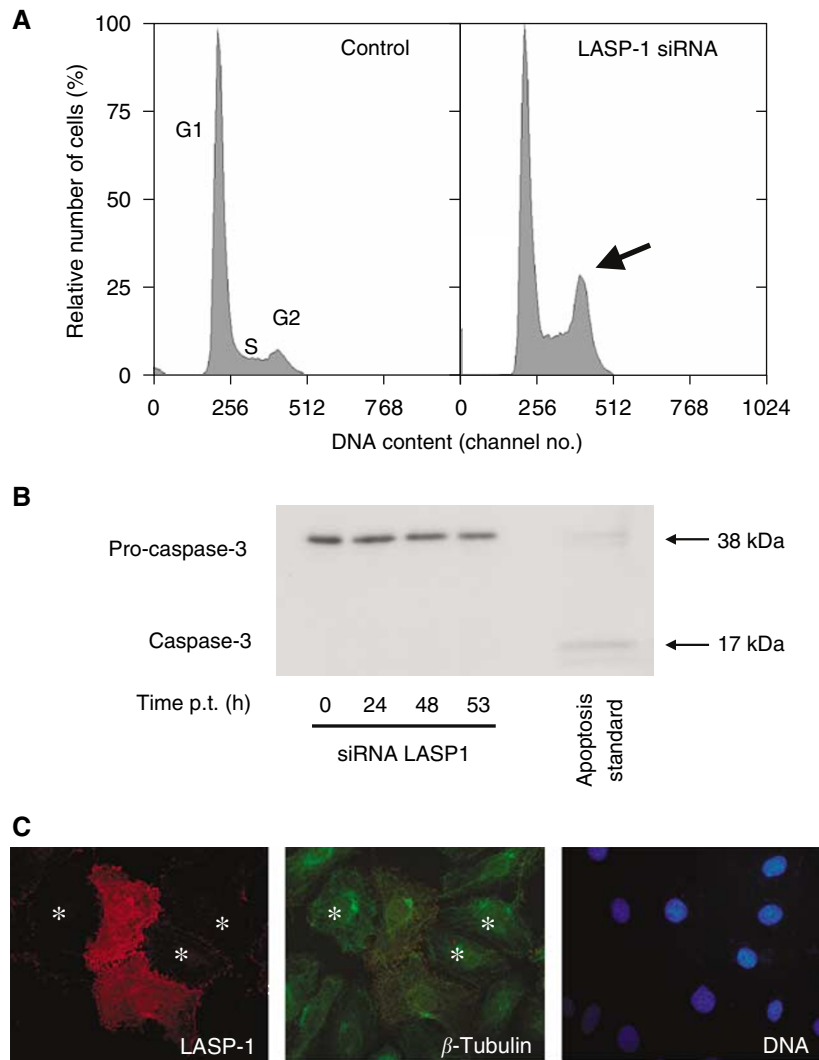 A
100
75
50
25
0
Relative number of cells (%)
Control
LASP-1 siRNA
G1
S
G2
0 256 512 768 0 256 512 768 1024
DNA content (channel no.)
B
Pro-caspase-3
38 kDa
Caspase-3
17 kDa
Time p.t. (h) 0 24 48 53
siRNA LASP1
Apoptosis
standard
C
* * *
LASP-1
* * *
β-Tubulin
DNA